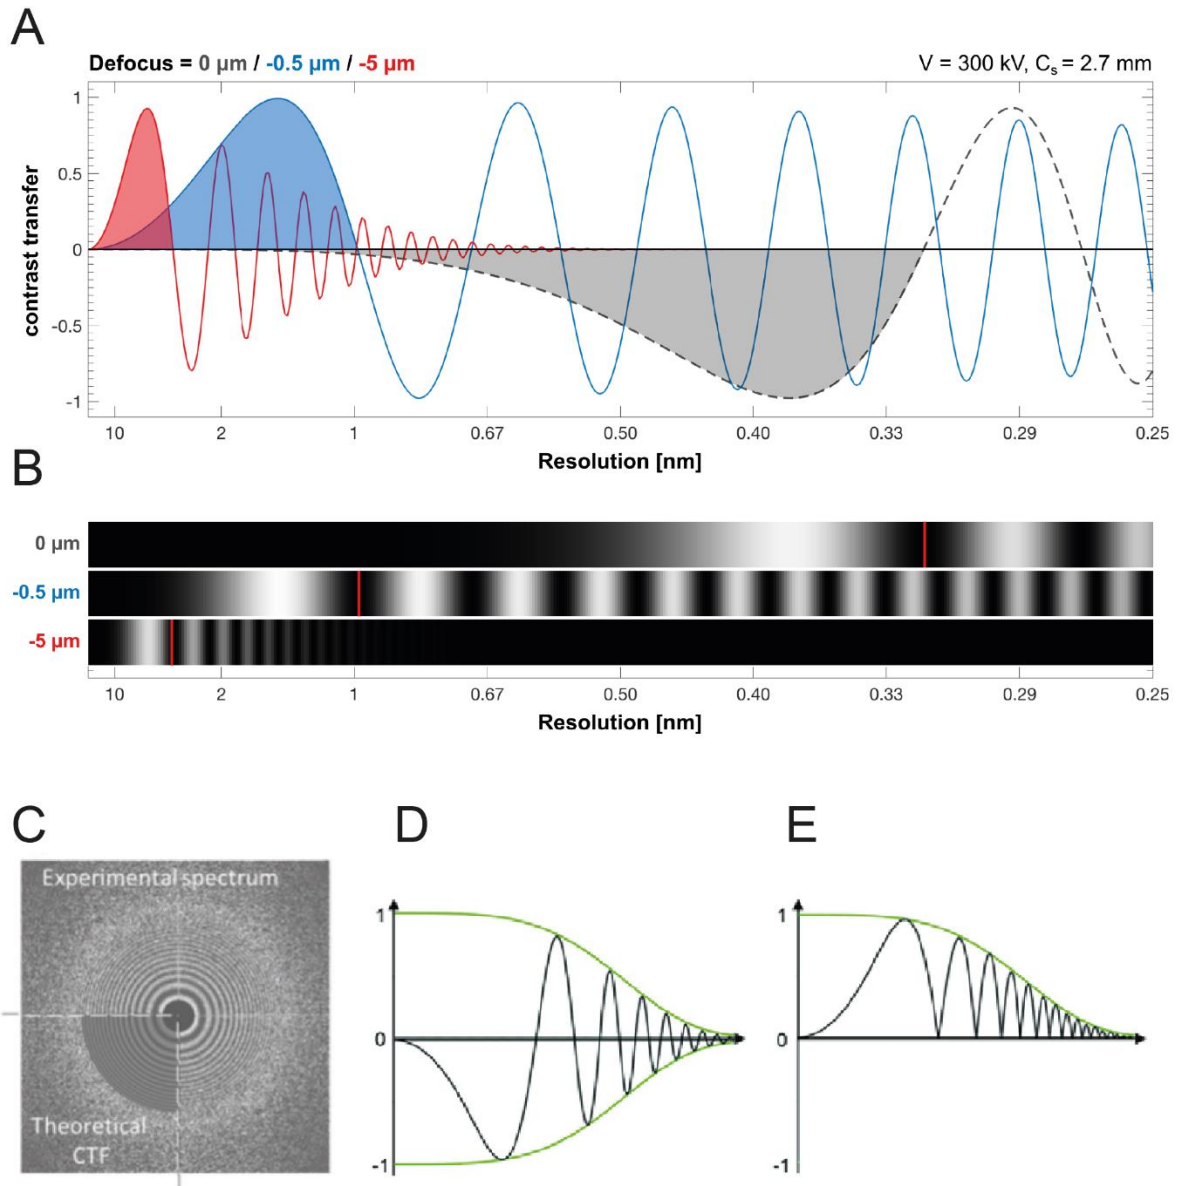 A
Defocus = 0 µm / -0.5 µm / -5 µm
V = 300 kV, Cs = 2.7 mm
contrast transfer
1
0.5
0
-0.5
-1
10 2 1 0.67 0.50 0.40 0.33 0.29 0.25
Resolution [nm]
B
0 µm
-0.5 µm
-5 µm
10 2 1 0.67 0.50 0.40 0.33 0.29 0.25
Resolution [nm]
C
Experimental spectrum
Theoretical
CTF
D
1
0
-1
E
1
0
-1